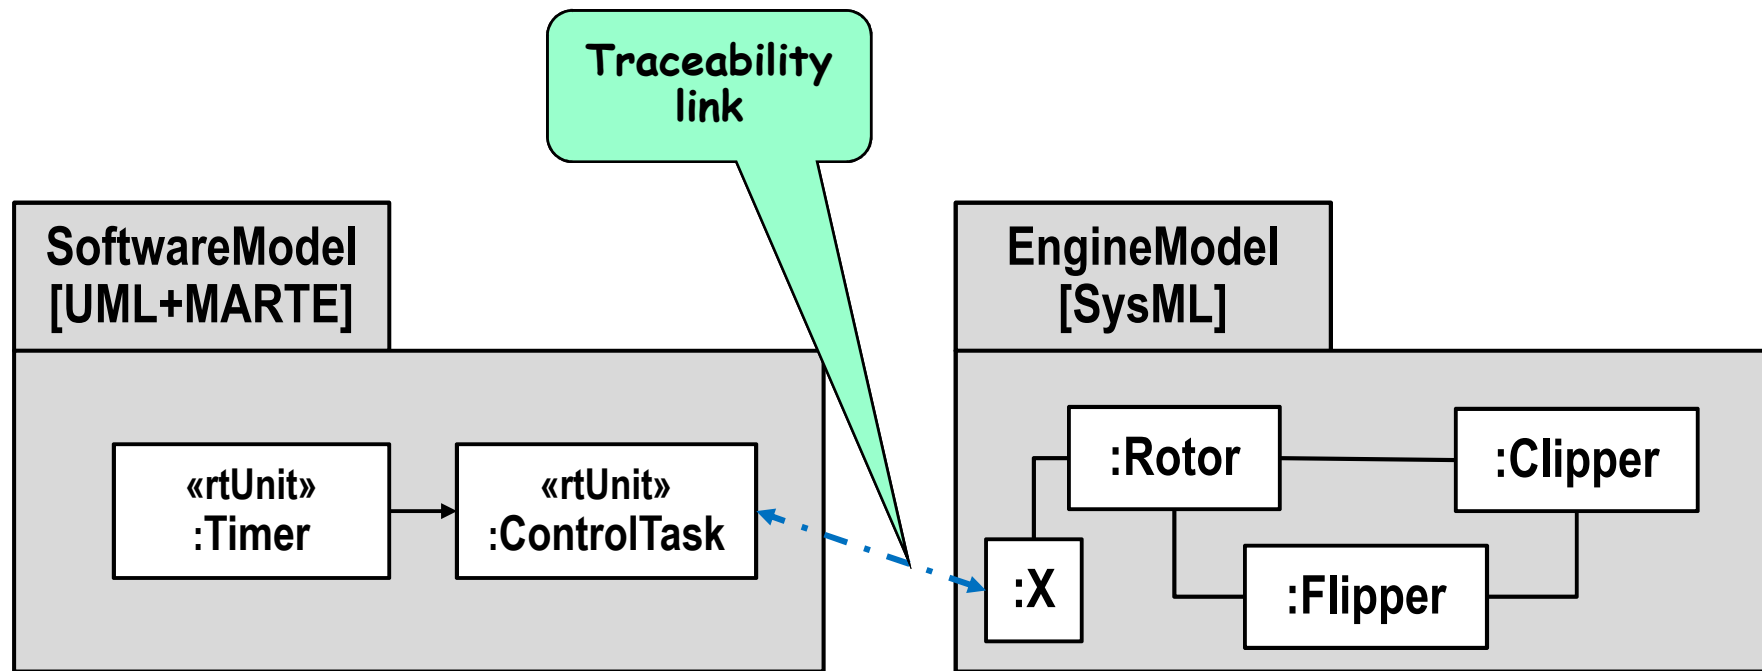 Traceability
link
SoftwareModel
[UML+MARTE]
EngineModel
[SysML]
«rtUnit»
:Timer
«rtUnit»
:ControlTask
:Rotor
:Clipper
:X
:Flipper